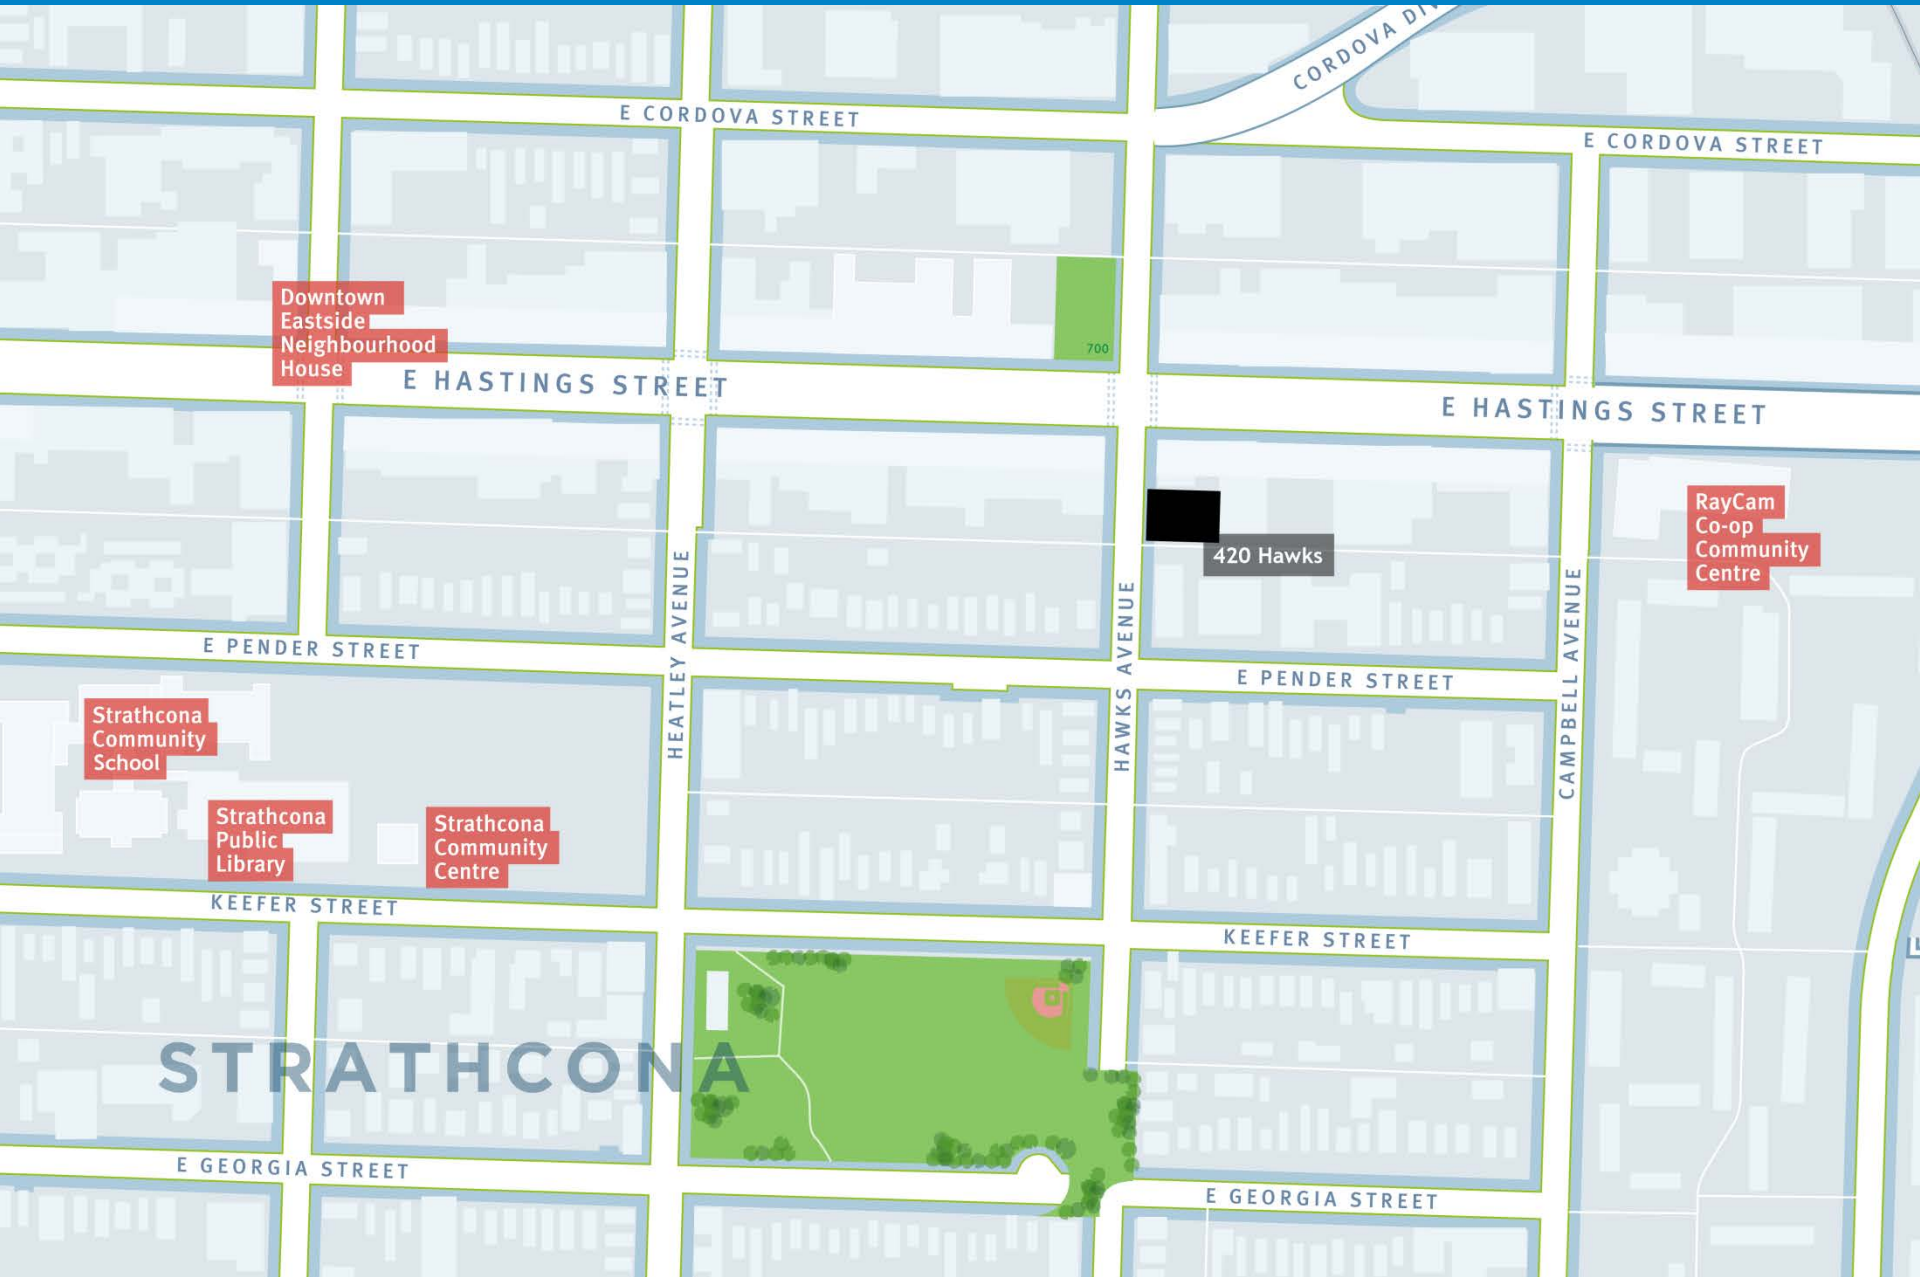 CORDOVA
E CORDOVA STREET
E CORDOVA STREET
Downtown
Eastside
Neighbourhood
House
700
E HASTINGS STREET
E HASTINGS STREET
RayCam
Co-op
Community
Centre
420 Hawks
HEATLEY AVENUE
HAWKS AVENUE
CAMPBELL AVENUE
E PENDER STREET
E PENDER STREET
Strathcona
Community
School
Strathcona
Public
Library
Strathcona
Community
Centre
KEEFER STREET
KEEFER STREET
STRATHCONA
E GEORGIA STREET
E GEORGIA STREET